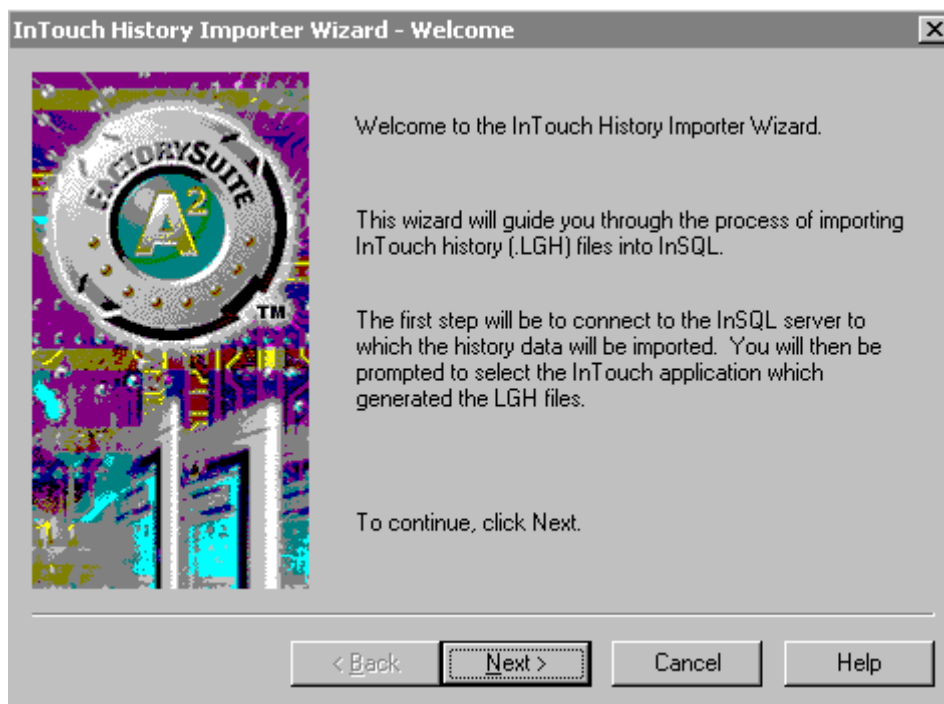 InTouch History Importer Wizard - Welcome
FACTORYSUITE
A2
TM
Welcome to the InTouch History Importer Wizard.
This wizard will guide you through the process of importing
InTouch history (.LGH) files into InSQL.
The first step will be to connect to the InSQL server to
which the history data will be imported.  You will then be
prompted to select the InTouch application which
generated the LGH files.
To continue, click Next.
< Back
Next >
Cancel
Help